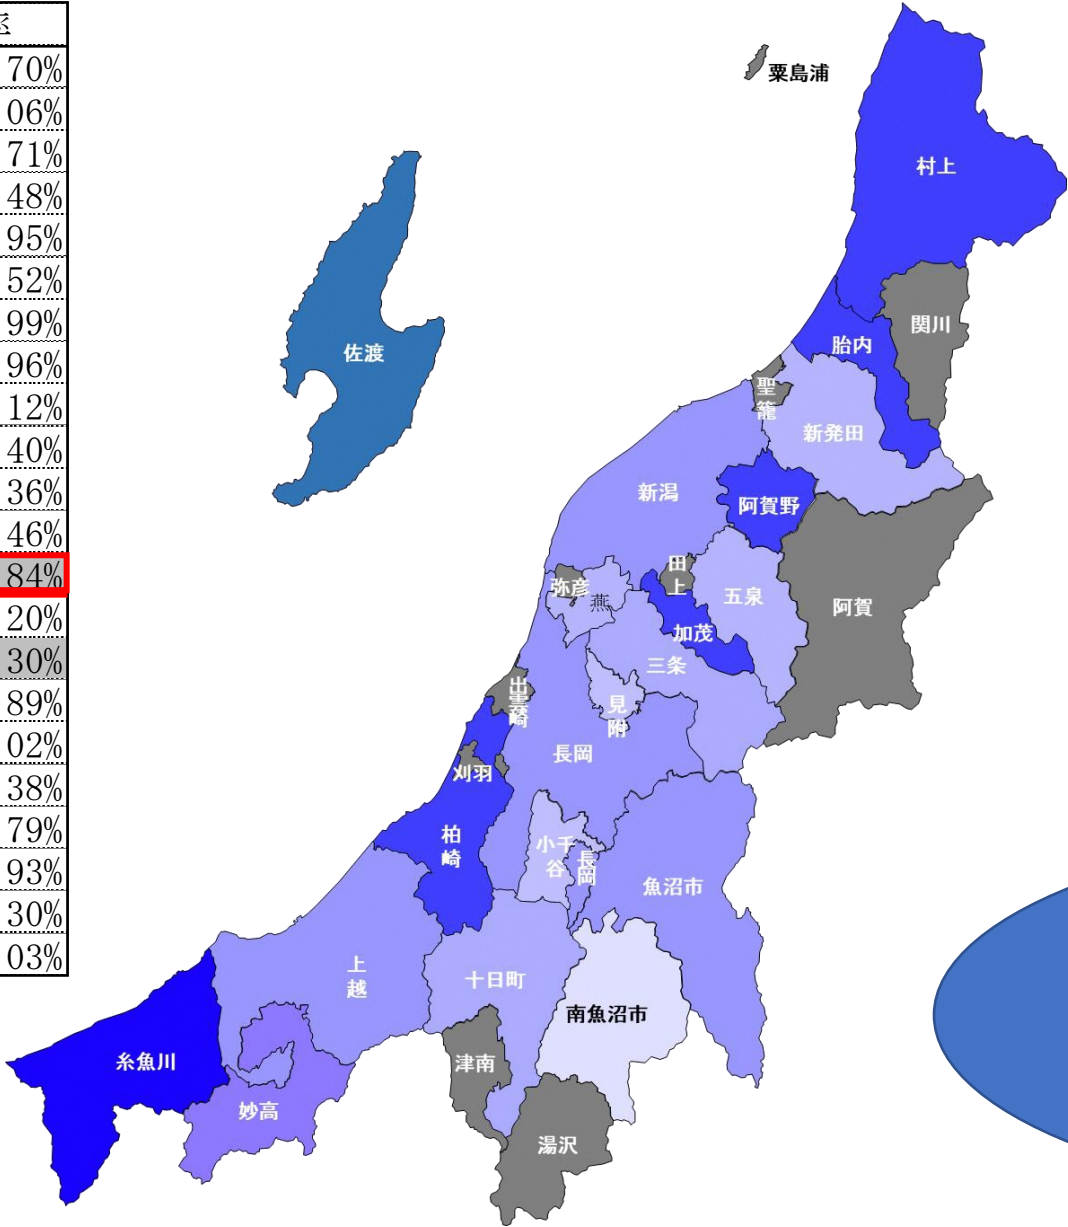 70%
06%
71%
48%
95%
52%
99%
96%
12%
40%
36%
46%
84%
20%
30%
89%
02%
38%
79%
93%
30%
03%
粟島浦
村上
関川
佐渡
胎内
聖籠
新発田
新潟
阿賀野
田上
弥彦
燕
五泉
阿賀
加茂
三条
出雲崎
見附
長岡
刈羽
柏崎
小千谷
長岡
魚沼市
上越
十日町
南魚沼市
糸魚川
津南
妙高
湯沢